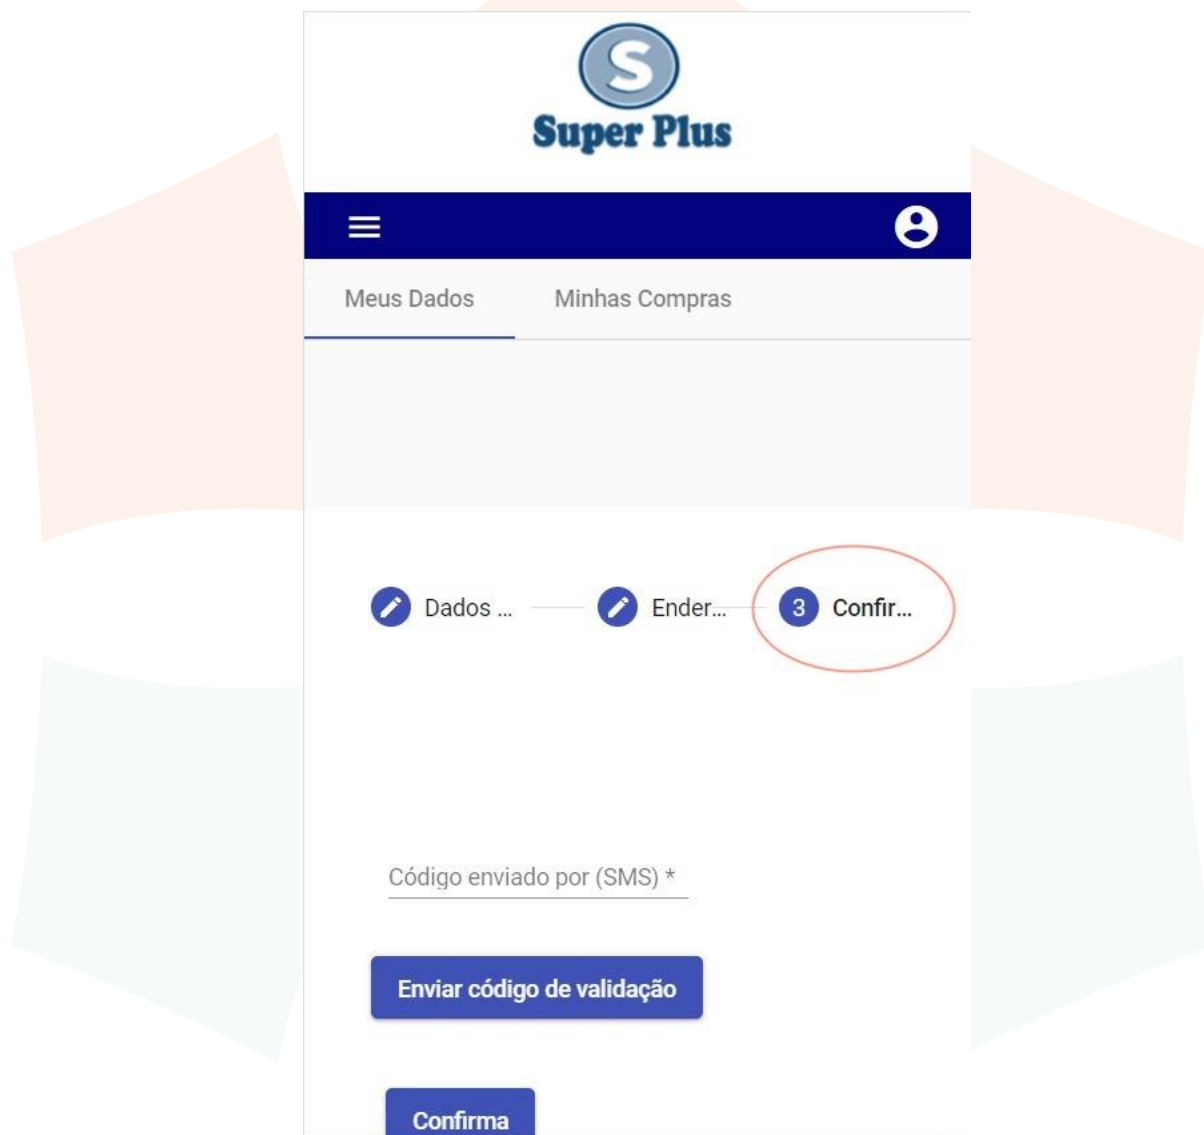 S
Super Plus
Meus Dados Minhas Compras
Dados ... Ender... 3 Confir...
Código enviado por (SMS) *
Enviar código de validação
Confirma